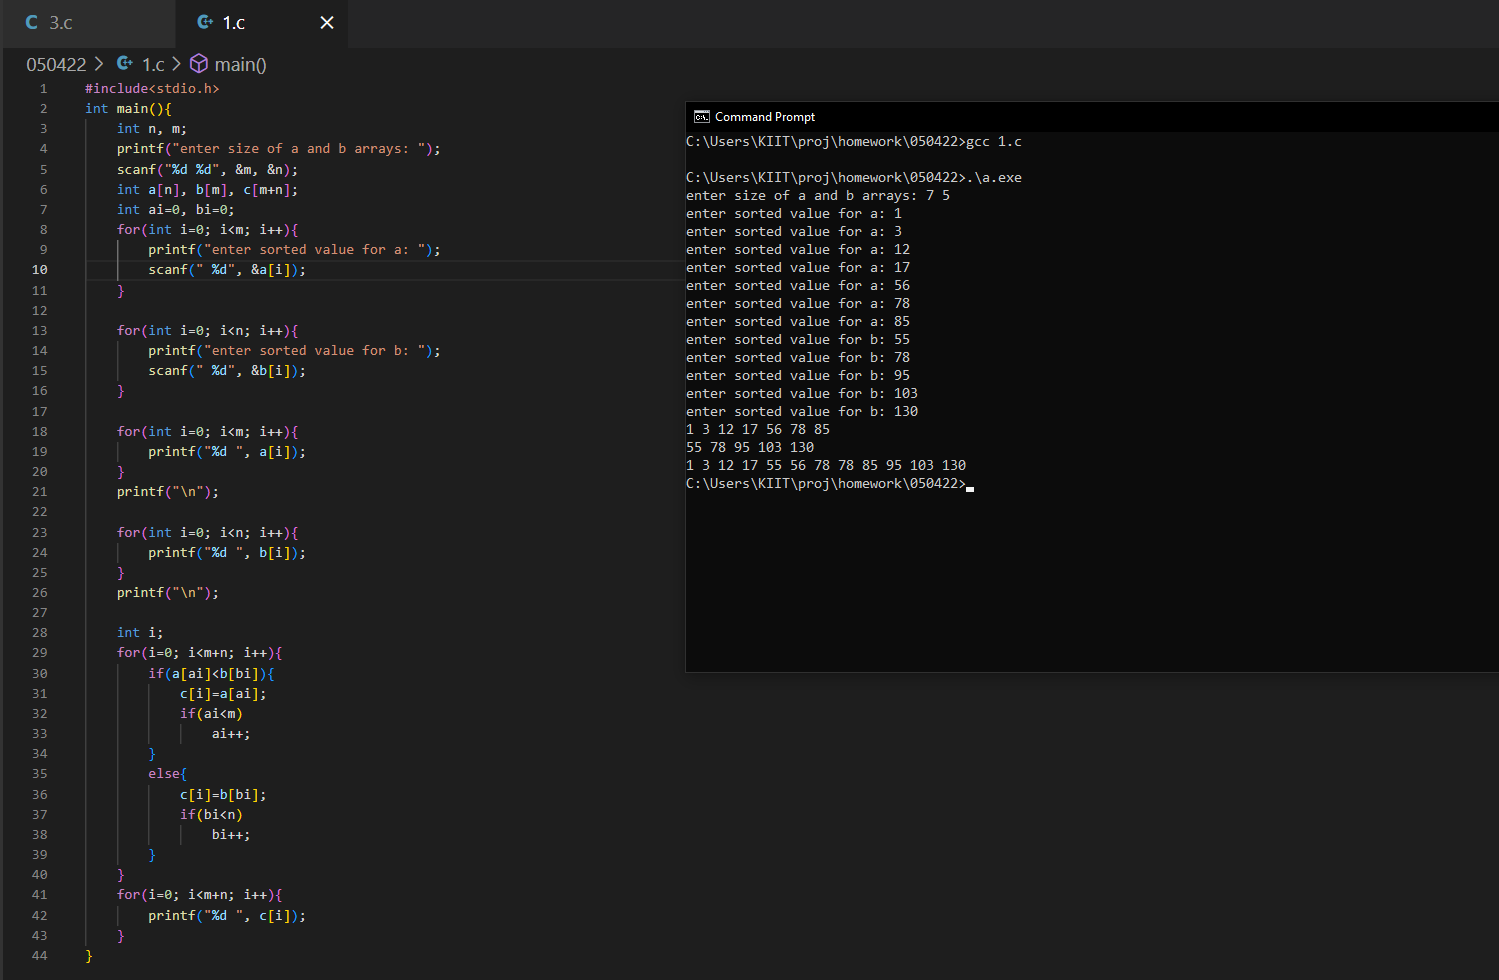 3.c 1.c
050422 > 1.c > main()
1 #include<stdio.h>
2 int main(){
3 int n, m;
4 printf("enter size of a and b arrays: ");
5 scanf("%d %d", &m, &n);
6 int a[n], b[m], c[m+n];
7 int ai=0, bi=0;
8 for(int i=0; i<m; i++){
9 printf("enter sorted value for a: ");
10 scanf(" %d", &a[i]);
11 }
12
13 for(int i=0; i<n; i++){
14 printf("enter sorted value for b: ");
15 scanf(" %d", &b[i]);
16 }
17
18 for(int i=0; i<m; i++){
19 printf("%d ", a[i]);
20 }
21 printf("\n");
22
23 for(int i=0; i<n; i++){
24 printf("%d ", b[i]);
25 }
26 printf("\n");
27
28 int i;
29 for(i=0; i<m+n; i++){
30 if(a[ai]<b[bi]){
31 c[i]=a[ai];
32 if(ai<m)
33 ai++;
34 }
35 else{
36 c[i]=b[bi];
37 if(bi<n)
38 bi++;
39 }
40 }
41 for(i=0; i<m+n; i++){
42 printf("%d ", c[i]);
43 }
44 }
Command Prompt
C:\Users\KIIT\proj\homework\050422>gcc 1.c
C:\Users\KIIT\proj\homework\050422>.\a.exe
enter size of a and b arrays: 7 5
enter sorted value for a: 1
enter sorted value for a: 3
enter sorted value for a: 12
enter sorted value for a: 17
enter sorted value for a: 56
enter sorted value for a: 78
enter sorted value for a: 85
enter sorted value for b: 55
enter sorted value for b: 78
enter sorted value for b: 95
enter sorted value for b: 103
enter sorted value for b: 130
1 3 12 17 56 78 85
55 78 95 103 130
1 3 12 17 55 56 78 78 85 95 103 130
C:\Users\KIIT\proj\homework\050422>